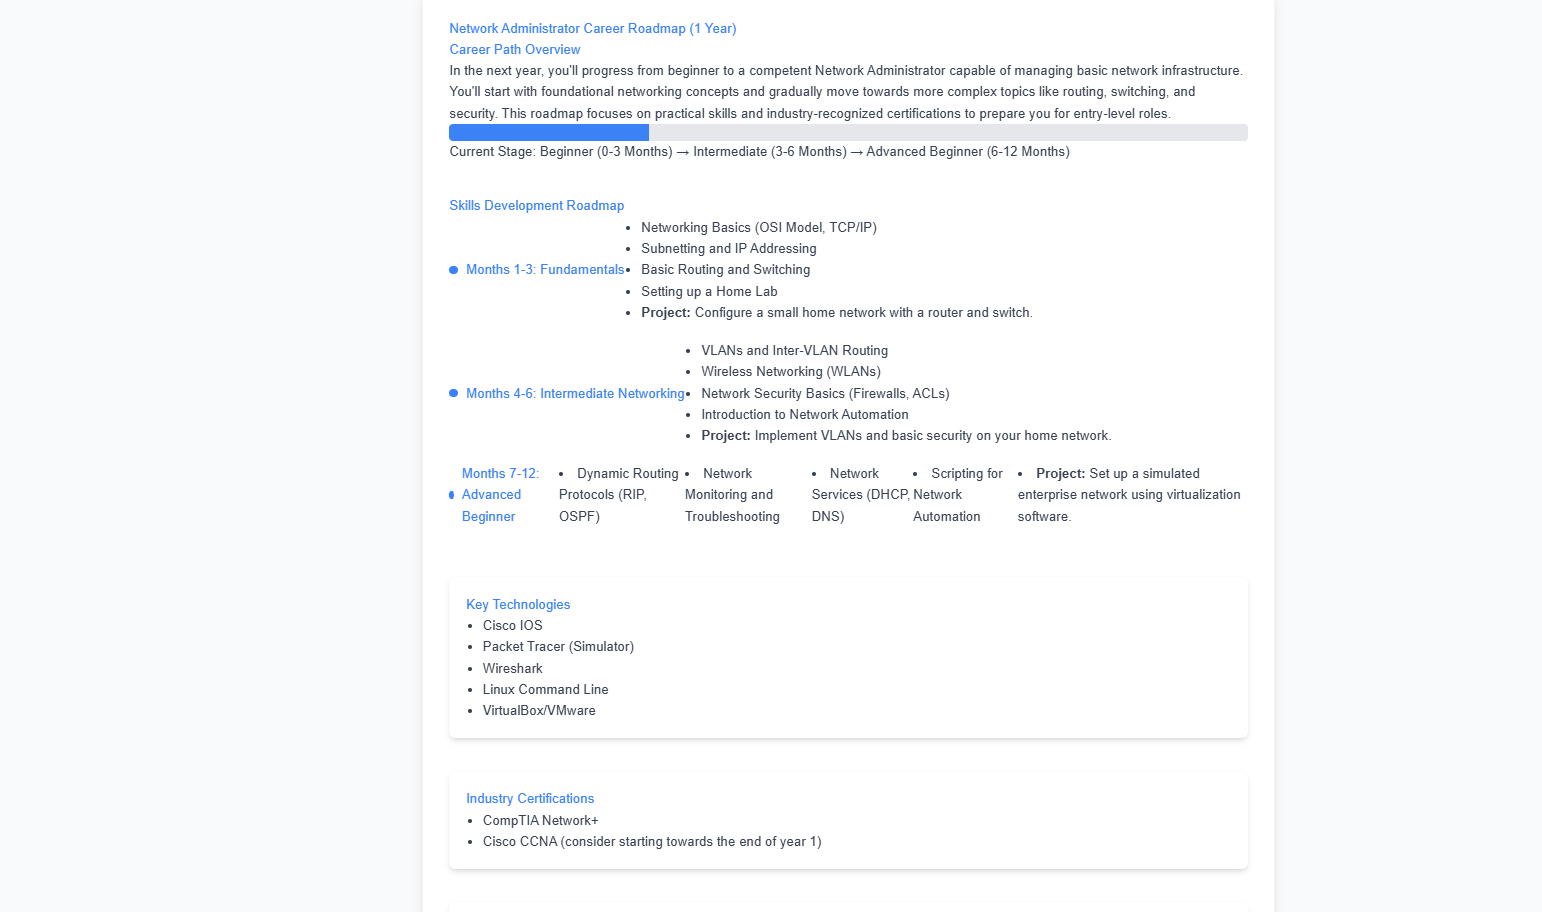 Network Administrator Career Roadmap (1 Year)
Career Path Overview
In the next year, you'll progress from beginner to a competent Network Administrator capable of managing basic network infrastructure.
You'll start with foundational networking concepts and gradually move towards more complex topics like routing, switching, and
security. This roadmap focuses on practical skills and industry-recognized certifications to prepare you for entry-level roles.
Current Stage: Beginner (0-3 Months) → Intermediate (3-6 Months) → Advanced Beginner (6-12 Months)
Skills Development Roadmap
Months 1-3: Fundamentals
• Networking Basics (OSI Model, TCP/IP)
• Subnetting and IP Addressing
• Basic Routing and Switching
• Setting up a Home Lab
• Project: Configure a small home network with a router and switch.
Months 4-6: Intermediate Networking
• VLANs and Inter-VLAN Routing
• Wireless Networking (WLANs)
• Network Security Basics (Firewalls, ACLs)
• Introduction to Network Automation
• Project: Implement VLANs and basic security on your home network.
Months 7-12:
Advanced
Beginner
• Dynamic Routing
Protocols (RIP,
OSPF)
• Network
Monitoring and
Troubleshooting
• Network
Services (DHCP,
DNS)
• Scripting for
Network
Automation
• Project: Set up a simulated
enterprise network using virtualization
software.
Key Technologies
• Cisco IOS
• Packet Tracer (Simulator)
• Wireshark
• Linux Command Line
• VirtualBox/VMware
Industry Certifications
• CompTIA Network+
• Cisco CCNA (consider starting towards the end of year 1)